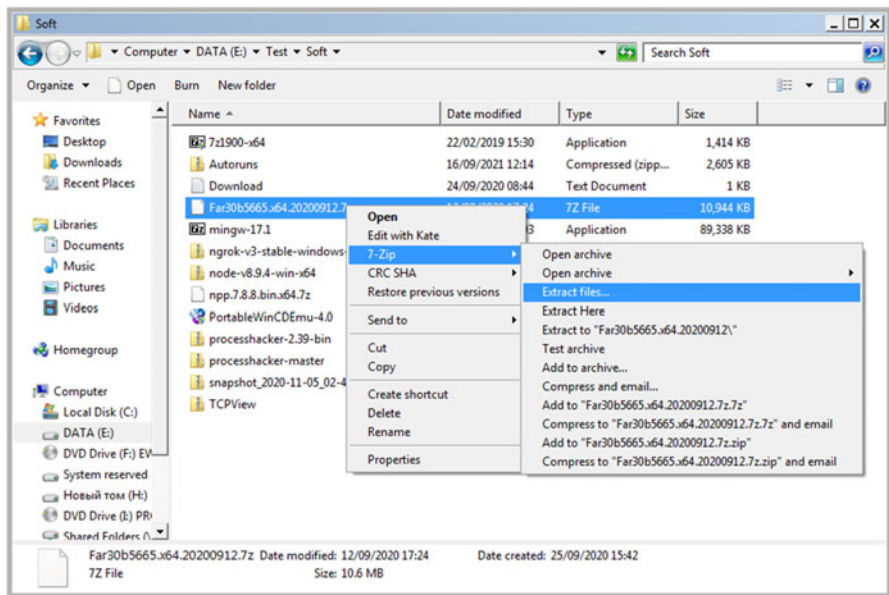 Soft
Computer ▾ DATA (E:) ▾ Test ▾ Soft ▾
Search Soft
Organize ▾ Open Burn New folder
Favorites
Desktop
Downloads
Recent Places
Libraries
Documents
Music
Pictures
Videos
Homegroup
Computer
Local Disk (C:)
DATA (E:)
DVD Drive (F:) EW
System reserved
Новый том (H:)
DVD Drive (I:) PR
Shared Folders
Name Date modified Type Size
7z1900-x64 22/02/2019 15:30 Application 1,414 KB
Autoruns 16/09/2021 12:14 Compressed (zipp... 2,605 KB
Download 24/09/2020 08:44 Text Document 1 KB
Far30b5665.x64.20200912.7 7Z File 10,944 KB
mingw-17.1 Application 89,338 KB
ngrok-v3-stable-windows-
node-v8.9.4-win-x64
npp.7.8.8.bin.x64.7z
PortableWinCDEmu-4.0
processhacker-2.39-bin
processhacker-master
snapshot_2020-11-05_02-4
TCPView
Open
Edit with Kate
7-Zip
CRC SHA
Restore previous versions
Send to
Cut
Copy
Create shortcut
Delete
Rename
Properties
Open archive
Open archive
Extract files...
Extract Here
Extract to "Far30b5665.x64.20200912\"
Test archive
Add to archive...
Compress and email...
Add to "Far30b5665.x64.20200912.7z.7z"
Compress to "Far30b5665.x64.20200912.7z.7z" and email
Add to "Far30b5665.x64.20200912.7z.zip"
Compress to "Far30b5665.x64.20200912.7z.zip" and email
Far30b5665.x64.20200912.7z Date modified: 12/09/2020 17:24 Date created: 25/09/2020 15:42
7Z File Size: 10.6 MB